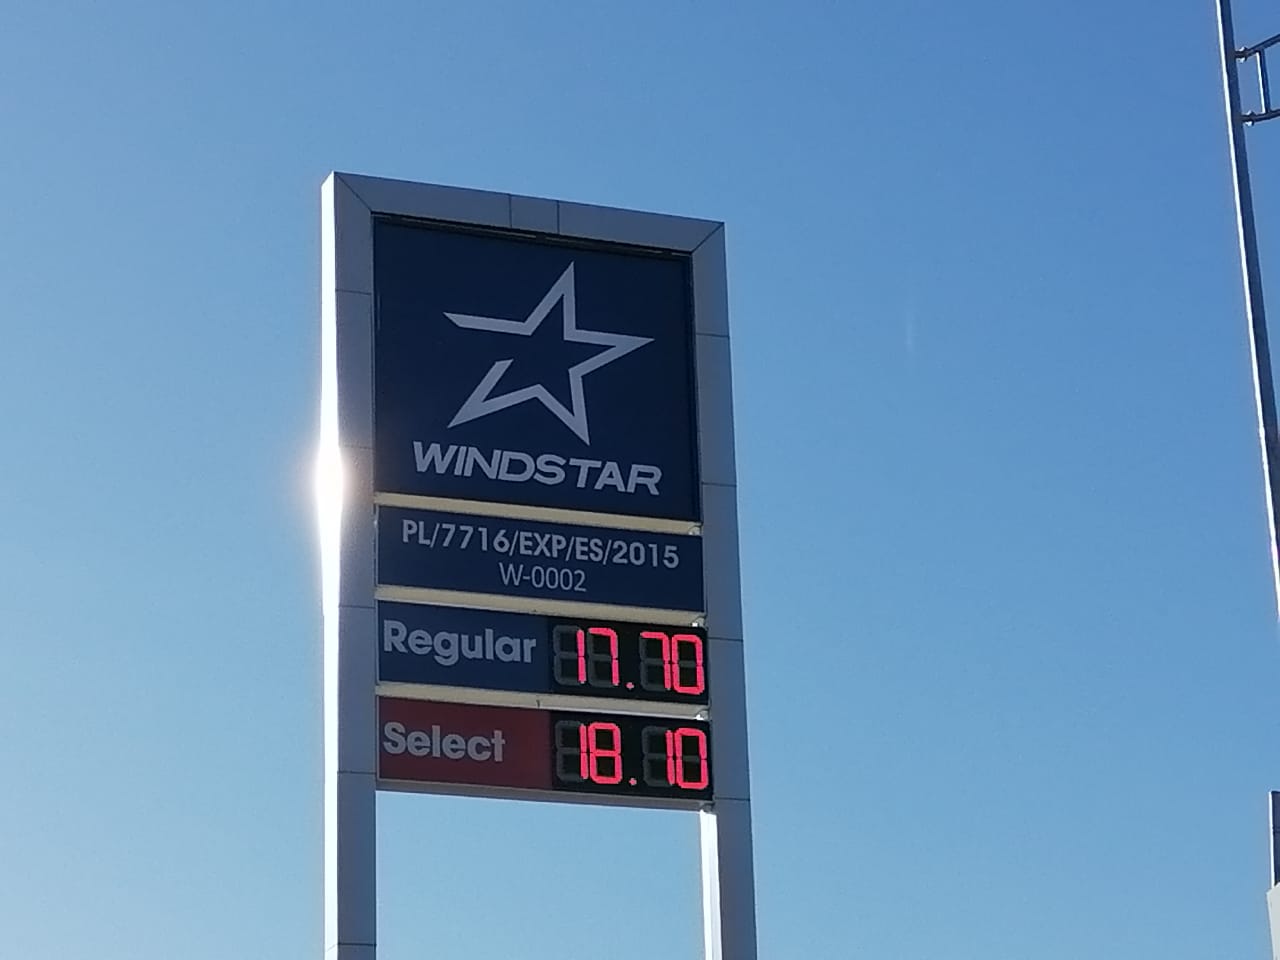 WINDSTAR
PL/7716/EXP/ES/2015
W-0002
Regular 17.70
Select 18.10